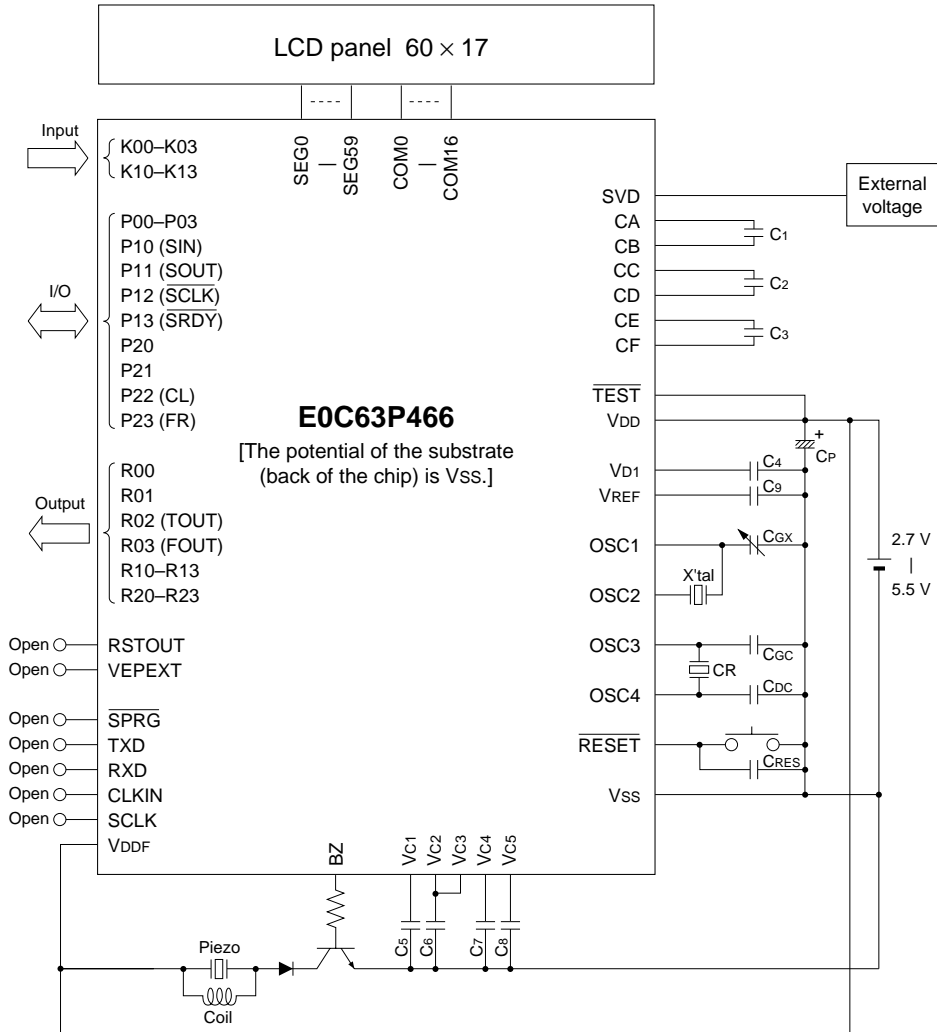 LCD panel 60 × 17
Input
K00–K03
K10–K13
SEG0
SEG59
COM0
COM16
SVD
External
voltage
CA
CB
C1
CC
CD
C2
CE
CF
C3
I/O
P00–P03
P10 (SIN)
P11 (SOUT)
P12 (SCLK)
P13 (SRDY)
P20
P21
P22 (CL)
P23 (FR)
E0C63P466
[The potential of the substrate
(back of the chip) is VSS.]
TEST
VDD
+
CP
VD1
C4
VREF
C9
OSC1
CGX
X'tal
OSC2
2.7 V
|
5.5 V
Output
R00
R01
R02 (TOUT)
R03 (FOUT)
R10–R13
R20–R23
OSC3
CGC
CR
OSC4
CDC
RESET
CRES
VSS
Open RSTOUT
Open VEPEXT
Open SPRG
Open TXD
Open RXD
Open CLKIN
Open SCLK
VDDF
BZ
VC1
VC2
VC3
VC4
VC5
C5
C6
C7
C8
Piezo
Coil